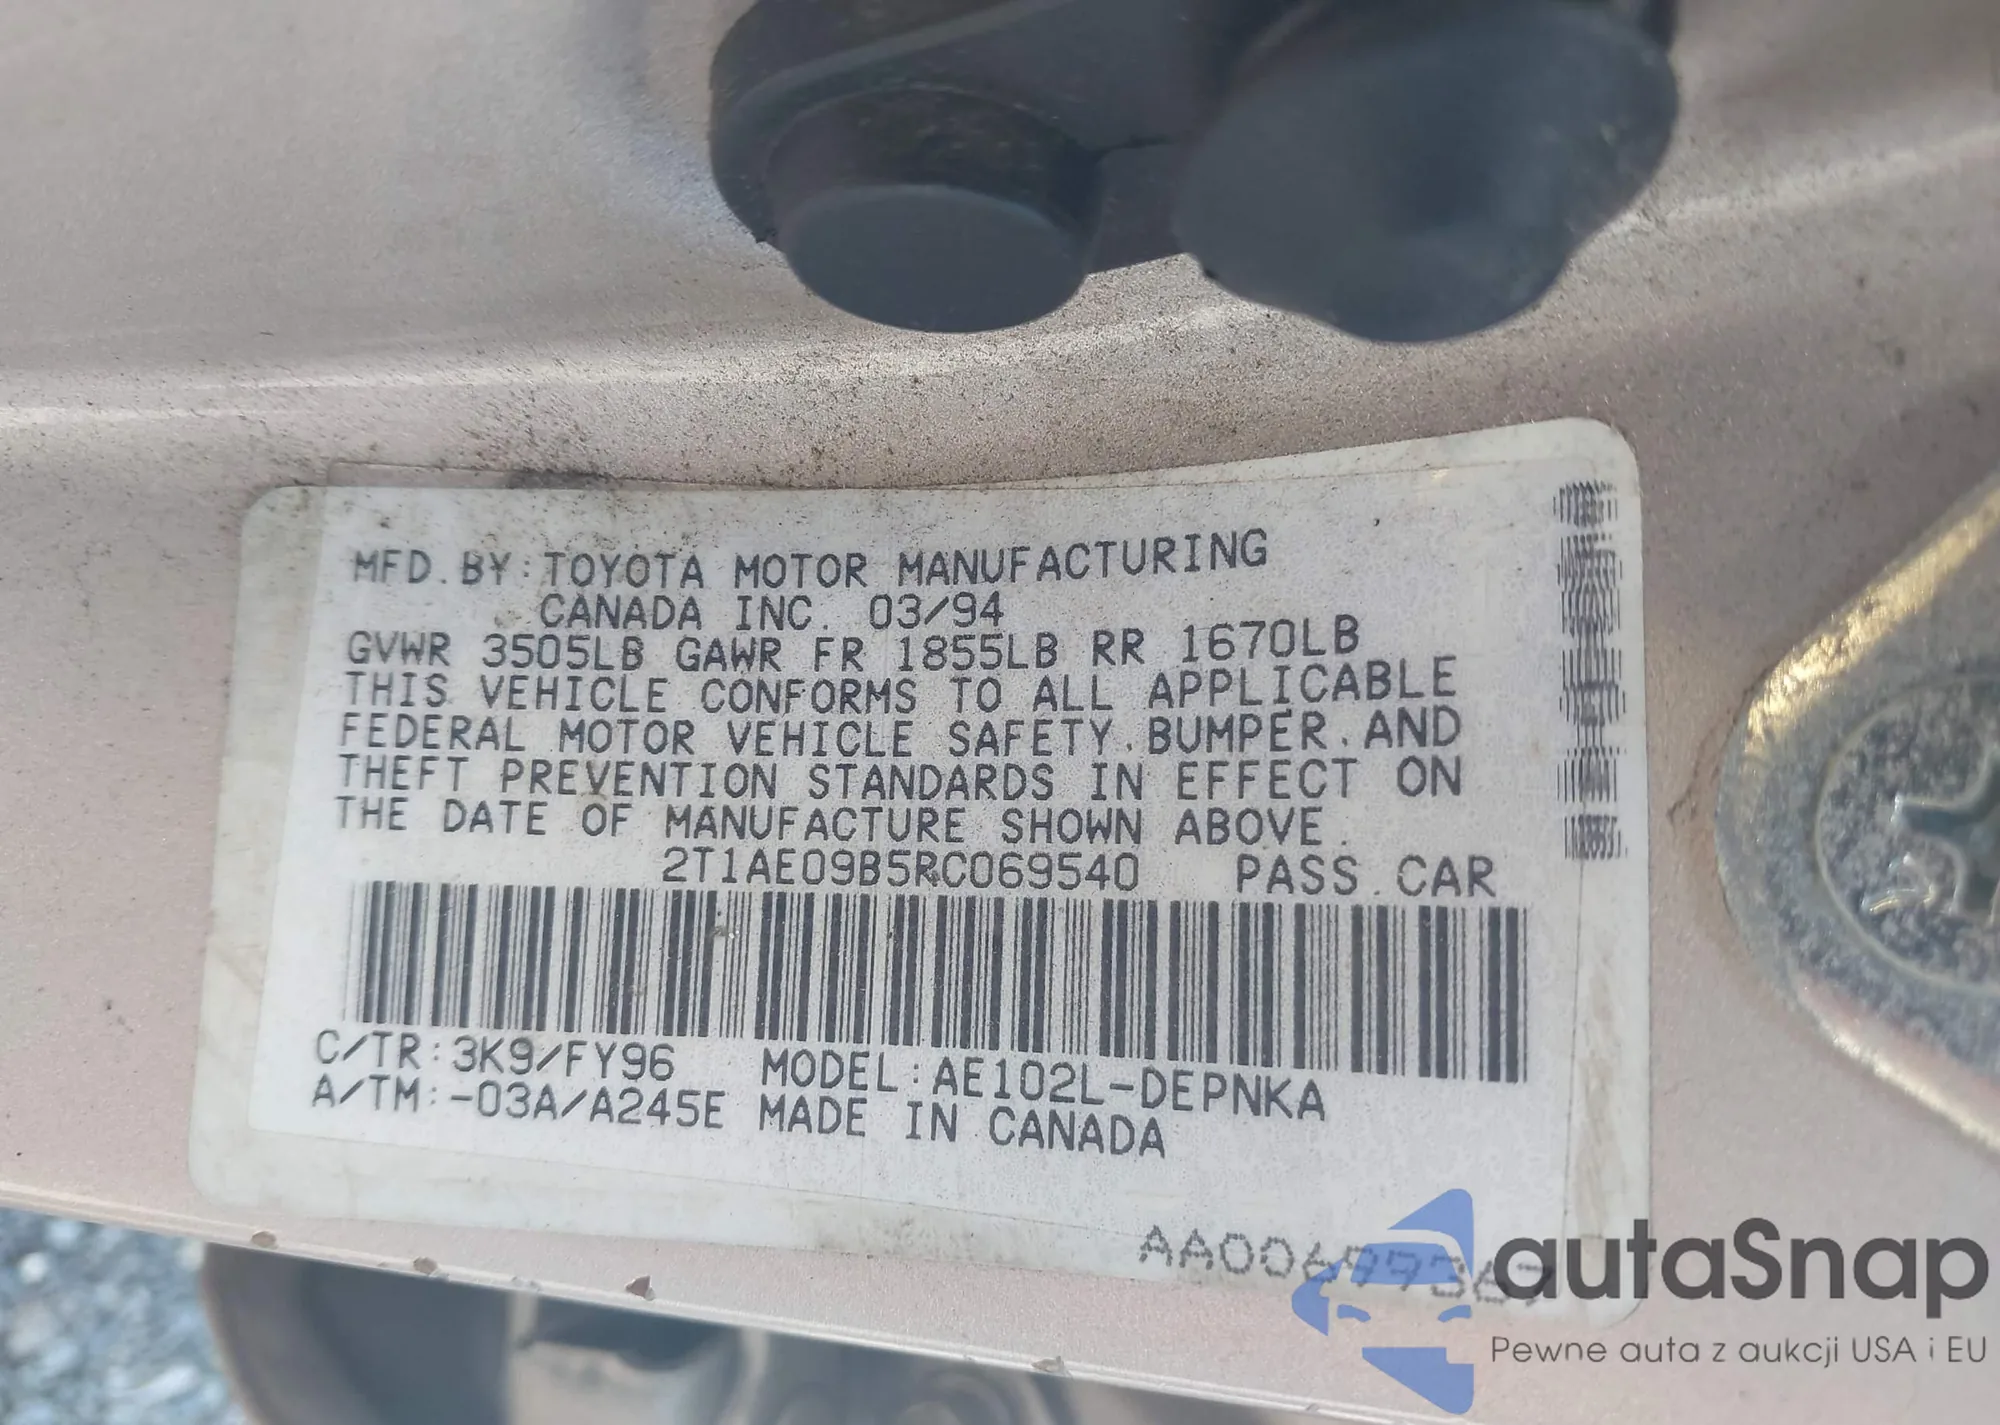 MFD. BY: TOYOTA MOTOR MANUFACTURING
CANADA INC. 03/94
GVWR 3505LB GAWR FR 1855LB RR 1670LB
THIS VEHICLE CONFORMS TO ALL APPLICABLE
FEDERAL MOTOR VEHICLE SAFETY, BUMPER, AND
THEFT PREVENTION STANDARDS IN EFFECT ON
THE DATE OF MANUFACTURE SHOWN ABOVE.
2T1AE09B5RC069540 PASS. CAR
C/TR: 3K9/FY96 MODEL: AE102L-DEPNKA
A/TM: -03A/A245E MADE IN CANADA
AA00699367
autaSnap
Pewne auta z aukcji USA i EU